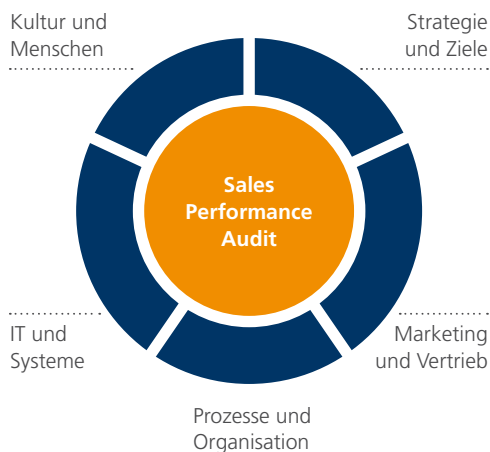 Kultur und
Menschen
Strategie
und Ziele
Sales
Performance
Audit
IT und
Systeme
Marketing
und Vertrieb
Prozesse und
Organisation